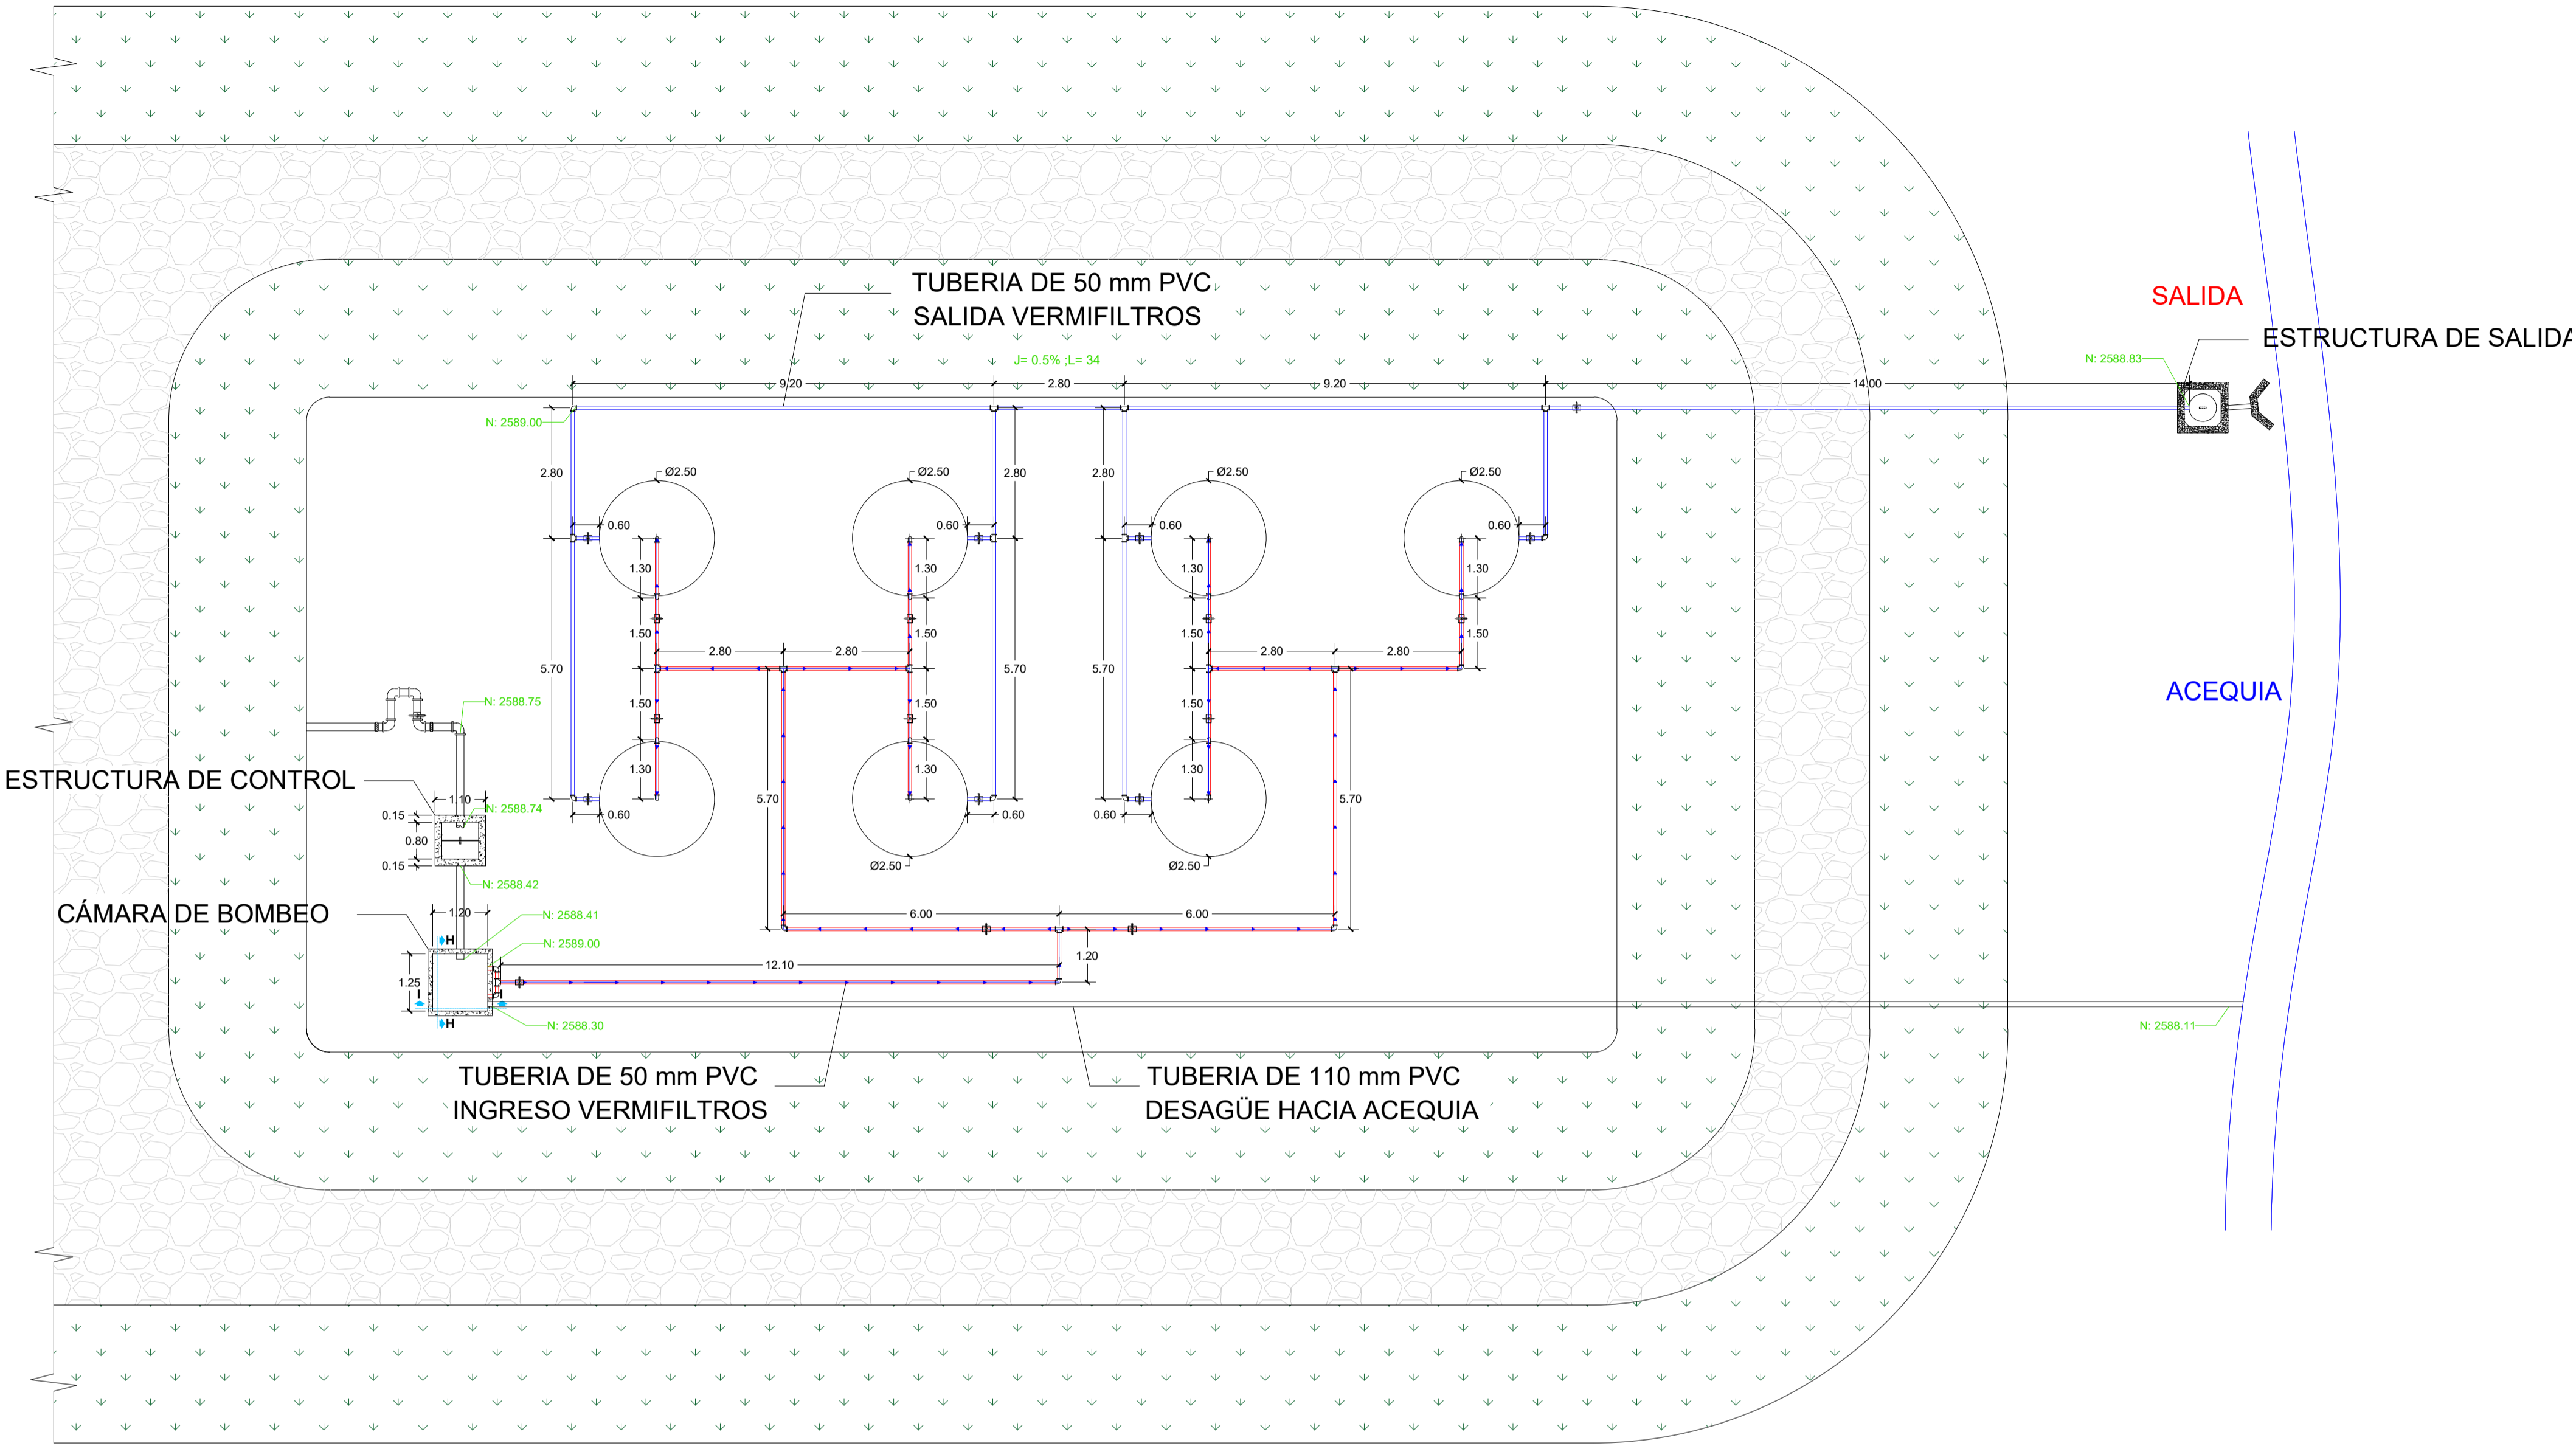 TUBERIA DE 50 mm PVC
SALIDA VERMIFILTROS
SALIDA
ESTRUCTURA DE SALIDA
N: 2588.83
J= 0.5% ;L= 34
9.20
2.80
9.20
14.00
N: 2589.00
2.80
Ø2.50
Ø2.50
2.80
2.80
Ø2.50
Ø2.50
0.60
0.60
0.60
0.60
1.30
1.30
1.30
1.30
1.50
1.50
1.50
1.50
2.80
2.80
2.80
2.80
5.70
5.70
5.70
ACEQUIA
N: 2588.75
1.50
1.50
1.50
1.30
1.30
1.30
ESTRUCTURA DE CONTROL
1.10
N: 2588.74
5.70
5.70
0.15
0.60
0.60
0.60
0.80
0.15
Ø2.50
Ø2.50
N: 2588.42
CÁMARA DE BOMBEO
1.20
N: 2588.41
6.00
6.00
H
N: 2589.00
1.20
12.10
1.25
I
I
H
N: 2588.30
N: 2588.11
TUBERIA DE 50 mm PVC
INGRESO VERMIFILTROS
TUBERIA DE 110 mm PVC
DESAGÜE HACIA ACEQUIA